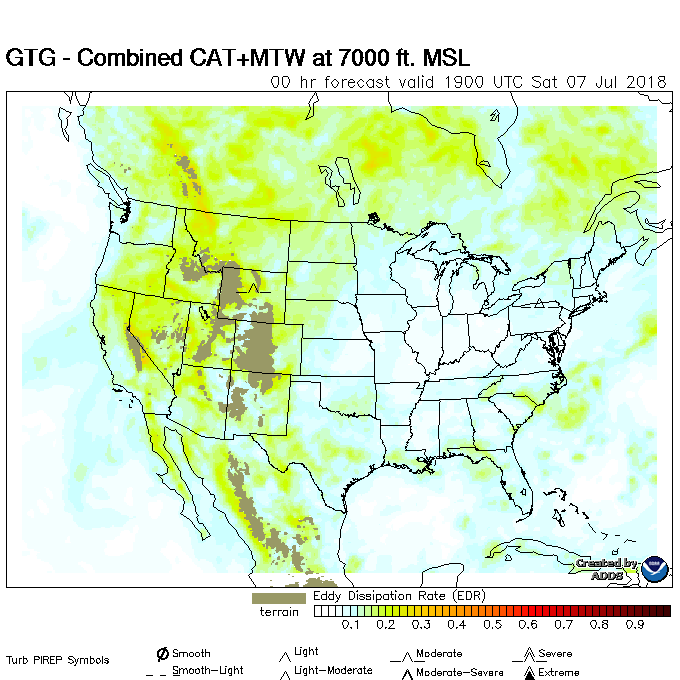 GTG - Combined CAT+MTW at 7000 ft. MSL
00 hr forecast valid 1900 UTC Sat 07 Jul 2018
Created by
ADDS
NOAA
terrain
Eddy Dissipation Rate (EDR)
0.1 0.2 0.3 0.4 0.5 0.6 0.7 0.8 0.9
Turb PIREP Symbols
Smooth Light Moderate Severe
Smooth-Light Light-Moderate Moderate-Severe Extreme